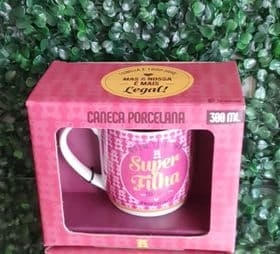 MAS A NOSSA
É MAIS
Legal!
CANECA PORCELANA
300 ML
Super
Filha